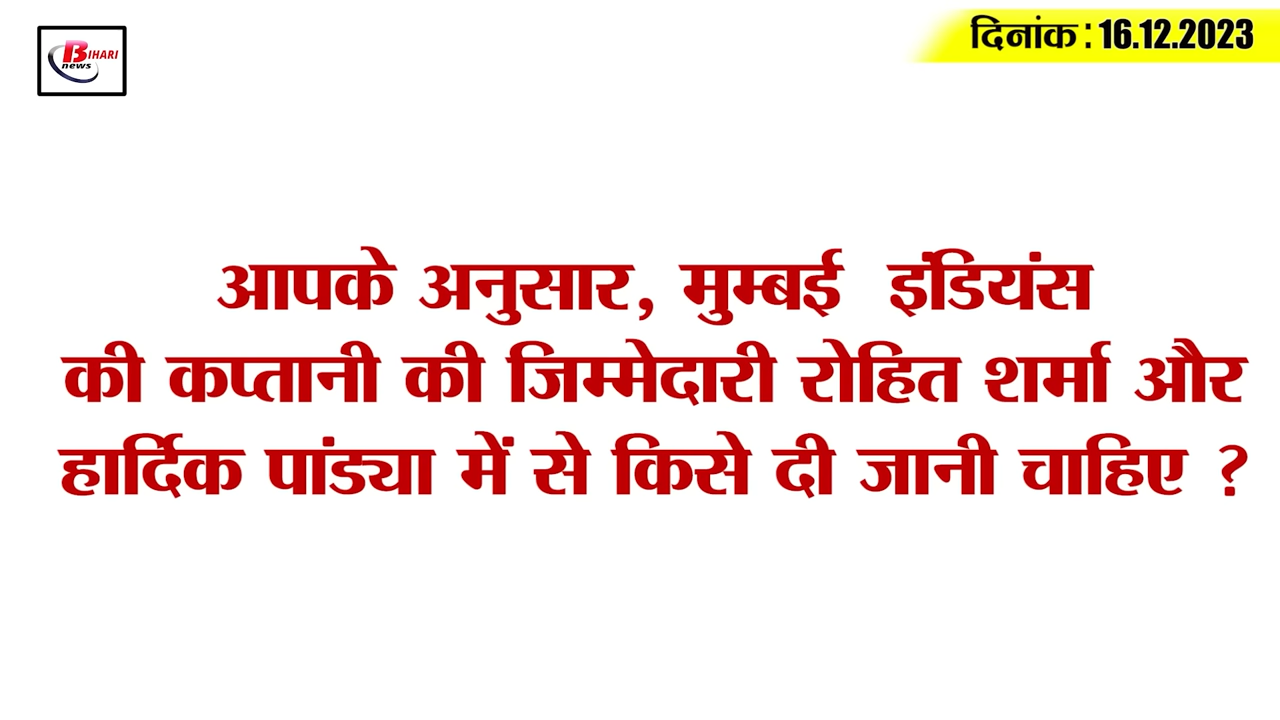 BIHARI
news
दिनांक : 16.12.2023
आपके अनुसार, मुम्बई इंडियंस
की कप्तानी की जिम्मेदारी रोहित शर्मा और
हार्दिक पांड्या में से किसे दी जानी चाहिए ?